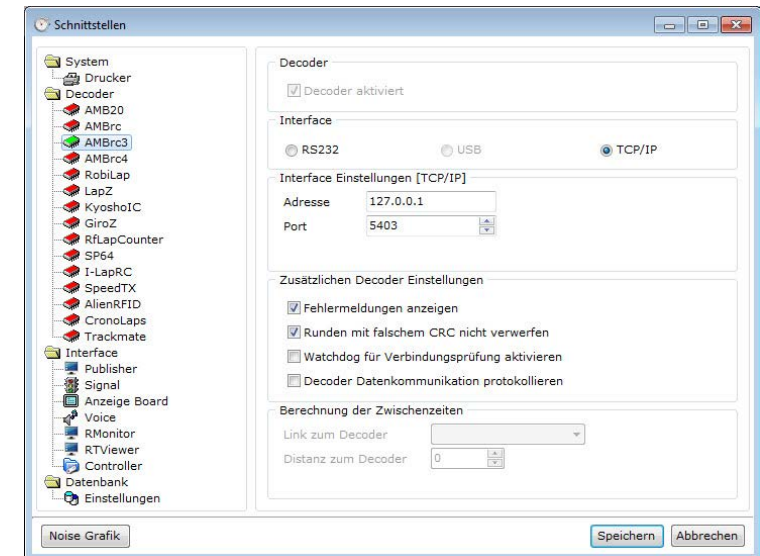 Schnittstellen
System
Drucker
Decoder
AMB20
AMBrc
AMBrc3
AMBrc4
RobiLap
LapZ
KyoshoIC
GiroZ
RfLapCounter
SP64
I-LapRC
SpeedTX
AlienRFID
CronoLaps
Trackmate
Interface
Publisher
Signal
Anzeige Board
Voice
RMonitor
RTViewer
Controller
Datenbank
Einstellungen
Decoder
Decoder aktiviert
Interface
RS232 USB TCP/IP
Interface Einstellungen [TCP/IP]
Adresse 127.0.0.1
Port 5403
Zusätzlichen Decoder Einstellungen
Fehlermeldungen anzeigen
Runden mit falschem CRC nicht verwerfen
Watchdog für Verbindungsprüfung aktivieren
Decoder Datenkommunikation protokollieren
Berechnung der Zwischenzeiten
Link zum Decoder
Distanz zum Decoder 0
Noise Grafik Speichern Abbrechen